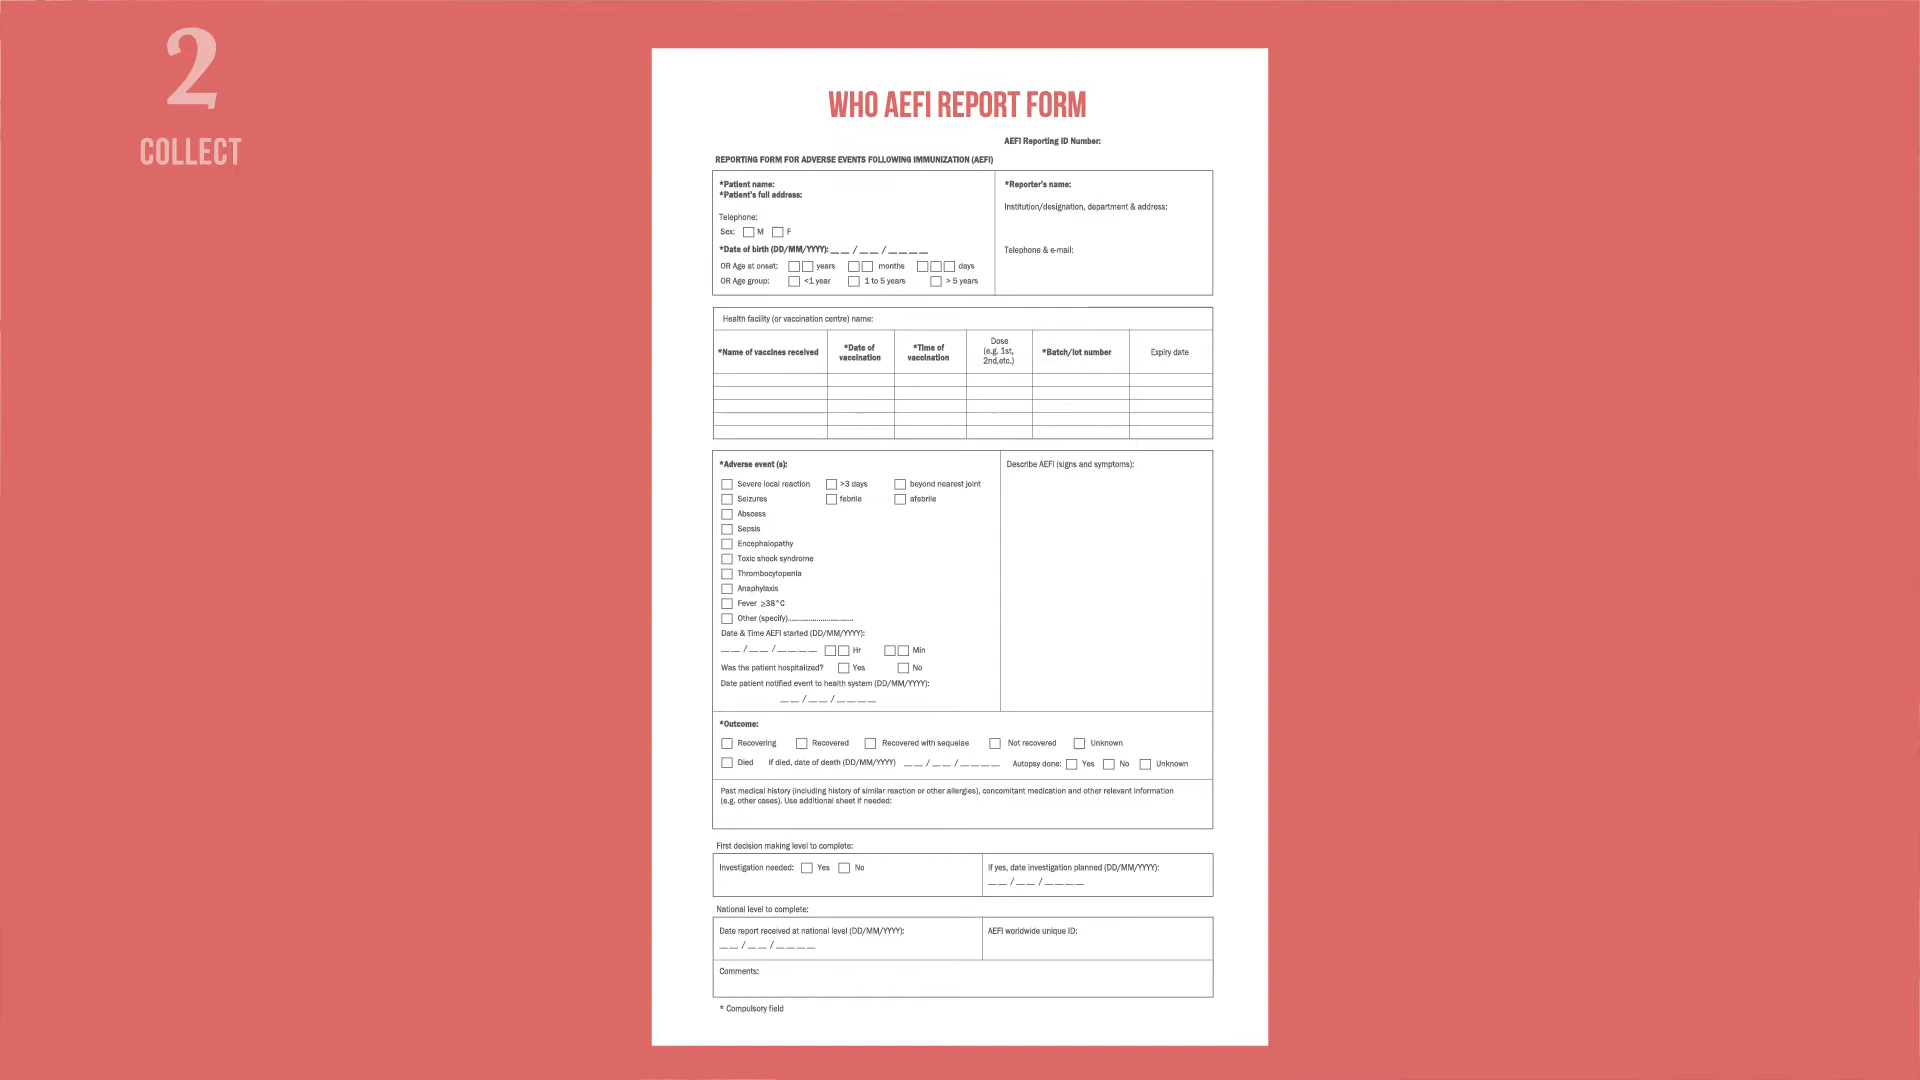 2
COLLECT
WHO AEFI REPORT FORM
AEFI Reporting ID Number:
REPORTING FORM FOR ADVERSE EVENTS FOLLOWING IMMUNIZATION (AEFI)
*Patient name:
*Patient's full address:
Telephone:
Sex: M F
*Date of birth (DD/MM/YYYY): __ __ / __ __ / __ __ __ __
OR Age at onset: years months days
OR Age group: <1 year 1 to 5 years > 5 years
*Reporter's name:
Institution/designation, department & address:
Telephone & e-mail:
Health facility (or vaccination centre) name:
*Name of vaccines received
*Date of
vaccination
*Time of
vaccination
Dose
(e.g. 1st,
2nd,etc.)
*Batch/lot number
Expiry date
*Adverse event (s):
Severe local reaction >3 days beyond nearest joint
Seizures febrile afebrile
Abscess
Sepsis
Encephalopathy
Toxic shock syndrome
Thrombocytopenia
Anaphylaxis
Fever ≥38°C
Other (specify)..............................
Date & Time AEFI started (DD/MM/YYYY):
__ __ / __ __ / __ __ __ __ Hr Min
Was the patient hospitalized? Yes No
Date patient notified event to health system (DD/MM/YYYY):
__ __ / __ __ / __ __ __ __
Describe AEFI (signs and symptoms):
*Outcome:
Recovering Recovered Recovered with sequelae Not recovered Unknown
Died If died, date of death (DD/MM/YYYY) __ __ / __ __ / __ __ __ __ Autopsy done: Yes No Unknown
Past medical history (including history of similar reaction or other allergies), concomitant medication and other relevant information
(e.g. other cases). Use additional sheet if needed:
First decision making level to complete:
Investigation needed: Yes No
If yes, date investigation planned (DD/MM/YYYY):
__ __ / __ __ / __ __ __ __
National level to complete:
Date report received at national level (DD/MM/YYYY):
__ __ / __ __ / __ __ __ __
AEFI worldwide unique ID:
Comments:
* Compulsory field